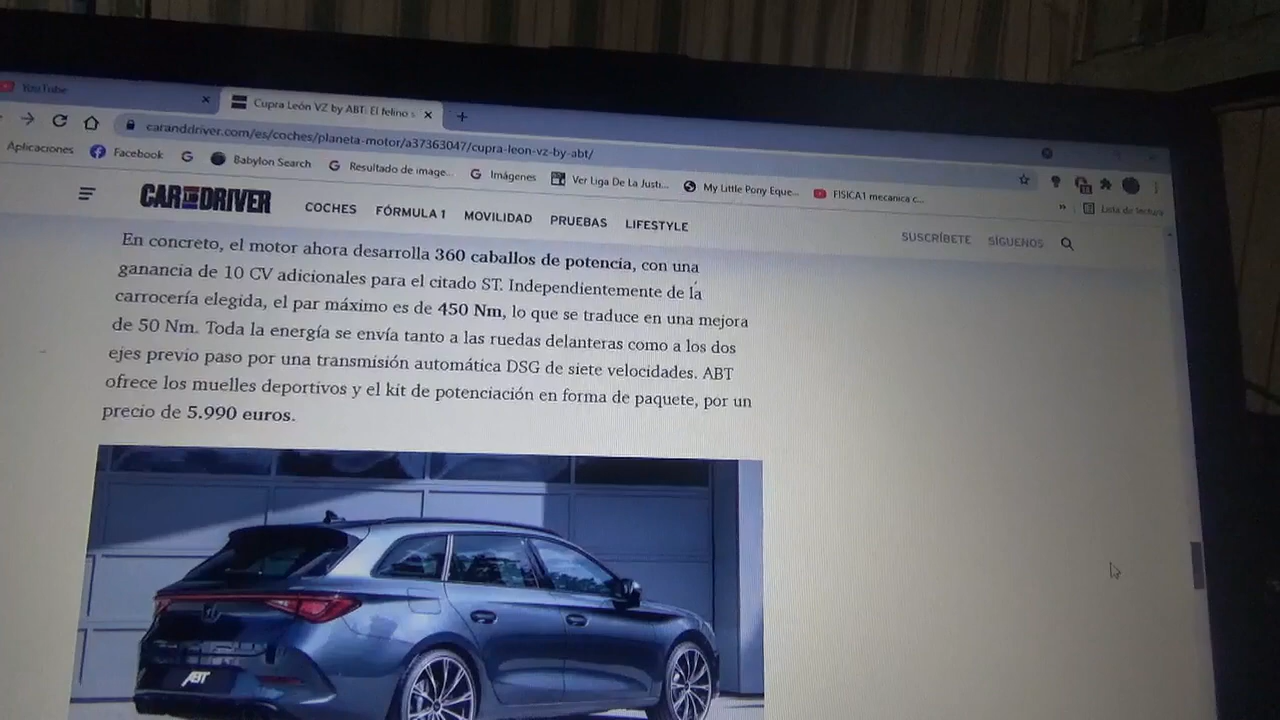 YouTube
Cupra León VZ by ABT: El felino s
caranddriver.com/es/coches/planeta-motor/a37363047/cupra-leon-vz-by-abt/
Aplicaciones Facebook Babylon Search Resultado de image... Imágenes Ver Liga De La Justi... My Little Pony Eque... FISICA1 mecanica c... » Lista de lectura
CAR AND DRIVER COCHES FÓRMULA 1 MOVILIDAD PRUEBAS LIFESTYLE SUSCRÍBETE SÍGUENOS
En concreto, el motor ahora desarrolla 360 caballos de potencia, con una
ganancia de 10 CV adicionales para el citado ST. Independientemente de la
carrocería elegida, el par máximo es de 450 Nm, lo que se traduce en una mejora
de 50 Nm. Toda la energía se envía tanto a las ruedas delanteras como a los dos
ejes previo paso por una transmisión automática DSG de siete velocidades. ABT
ofrece los muelles deportivos y el kit de potenciación en forma de paquete, por un
precio de 5.990 euros.
ABT